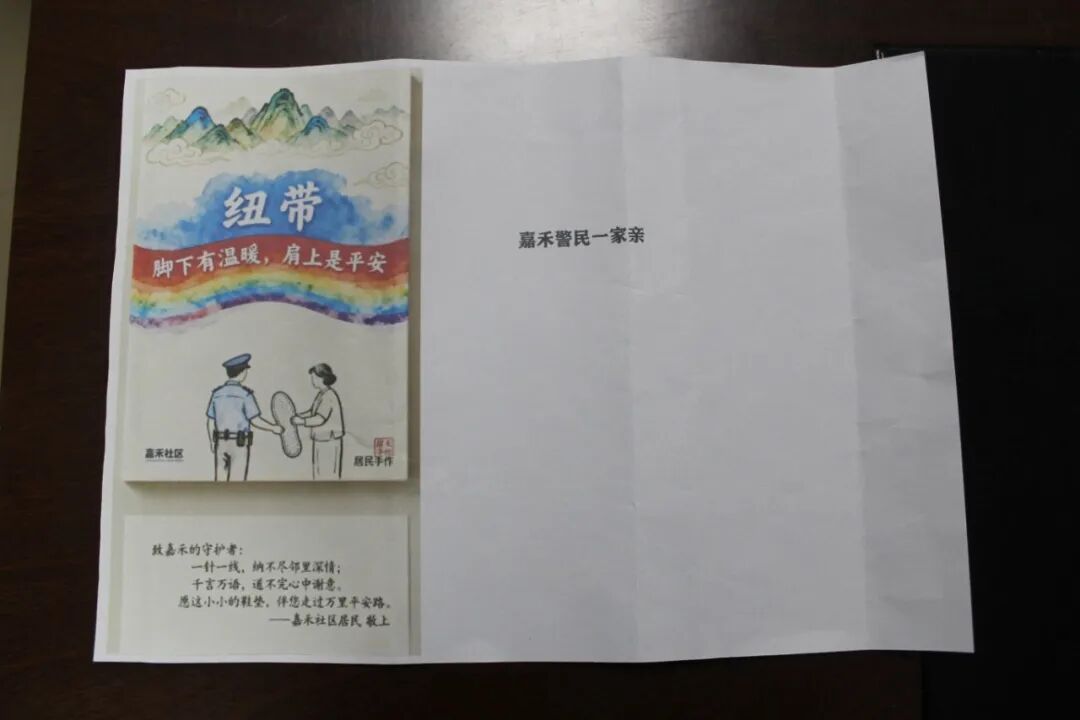 纽带
脚下有温暖，肩上是平安
嘉禾社区
居民手作
致嘉禾的守护者：
一针一线，纳不尽邻里深情；
千言万语，道不完心中谢意。
愿这小小的鞋垫，伴您走过万里平安路。
——嘉禾社区居民 敬上
嘉禾警民一家亲